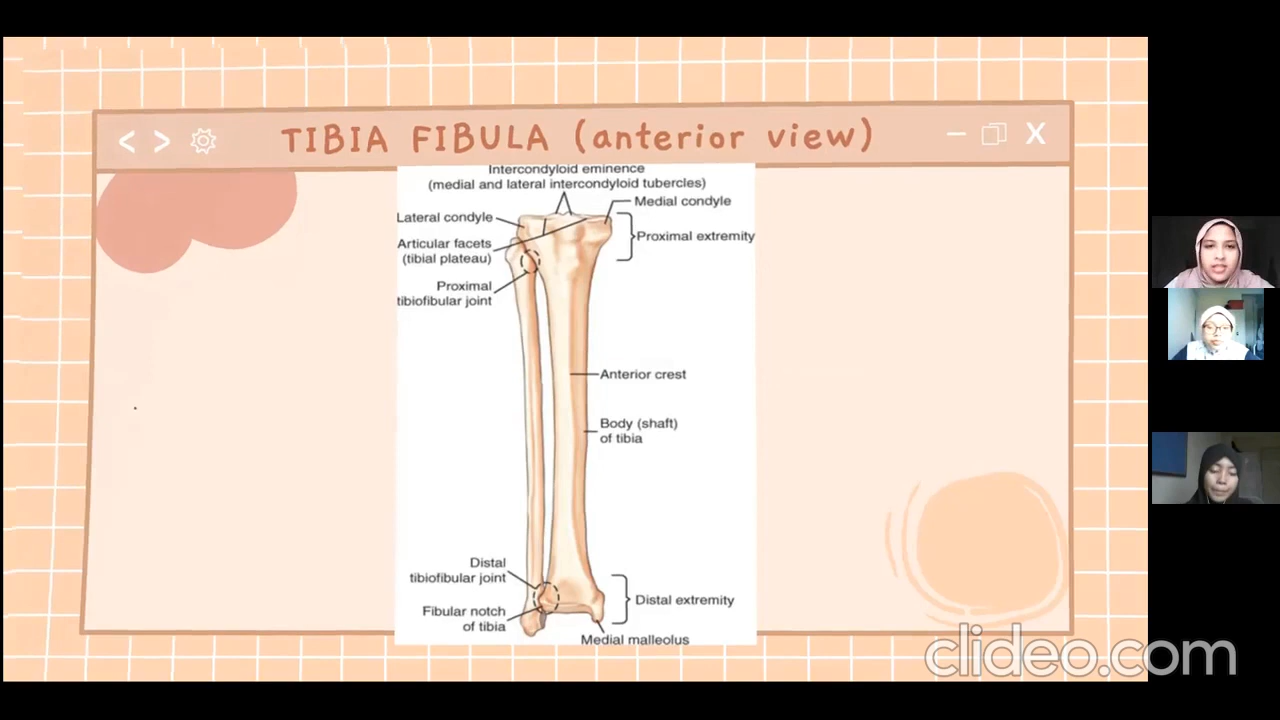 TIBIA FIBULA (anterior view)
X
Intercondyloid eminence
(medial and lateral intercondyloid tubercles)
Medial condyle
Lateral condyle
Proximal extremity
Articular facets
(tibial plateau)
Proximal
tibiofibular joint
Anterior crest
Body (shaft)
of tibia
Distal
tibiofibular joint
Distal extremity
Fibular notch
of tibia
Medial malleolus
clideo.com